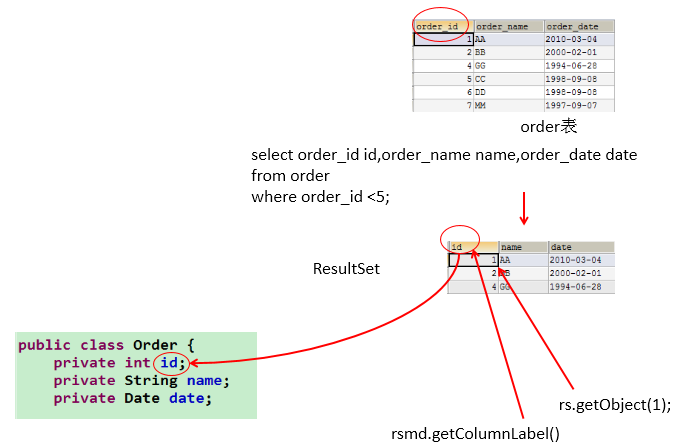 order_id order_name order_date
1 AA 2010-03-04
2 BB 2000-02-01
4 GG 1994-06-28
5 CC 1998-09-08
6 DD 1998-09-08
7 MM 1997-09-07
order表
select order_id id,order_name name,order_date date
from order
where order_id <5;
id name date
1 AA 2010-03-04
2 BB 2000-02-01
4 GG 1994-06-28
ResultSet
public class Order {
private int id;
private String name;
private Date date;
rs.getObject(1);
rsmd.getColumnLabel()